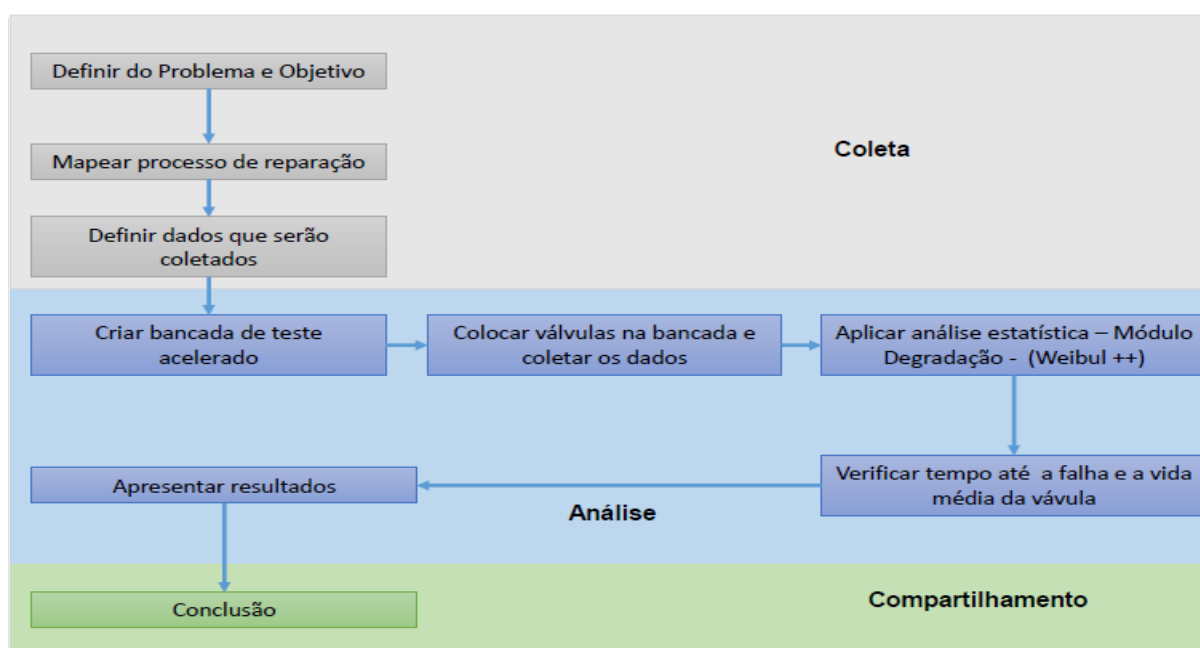 Definir do Problema e Objetivo
Mapear processo de reparação
Coleta
Definir dados que serão
coletados
Criar bancada de teste
acelerado
Colocar válvulas na bancada e
coletar os dados
Aplicar análise estatística – Módulo
Degradação - (Weibul ++)
Verificar tempo até a falha e a vida
média da vávula
Apresentar resultados
Análise
Conclusão
Compartilhamento